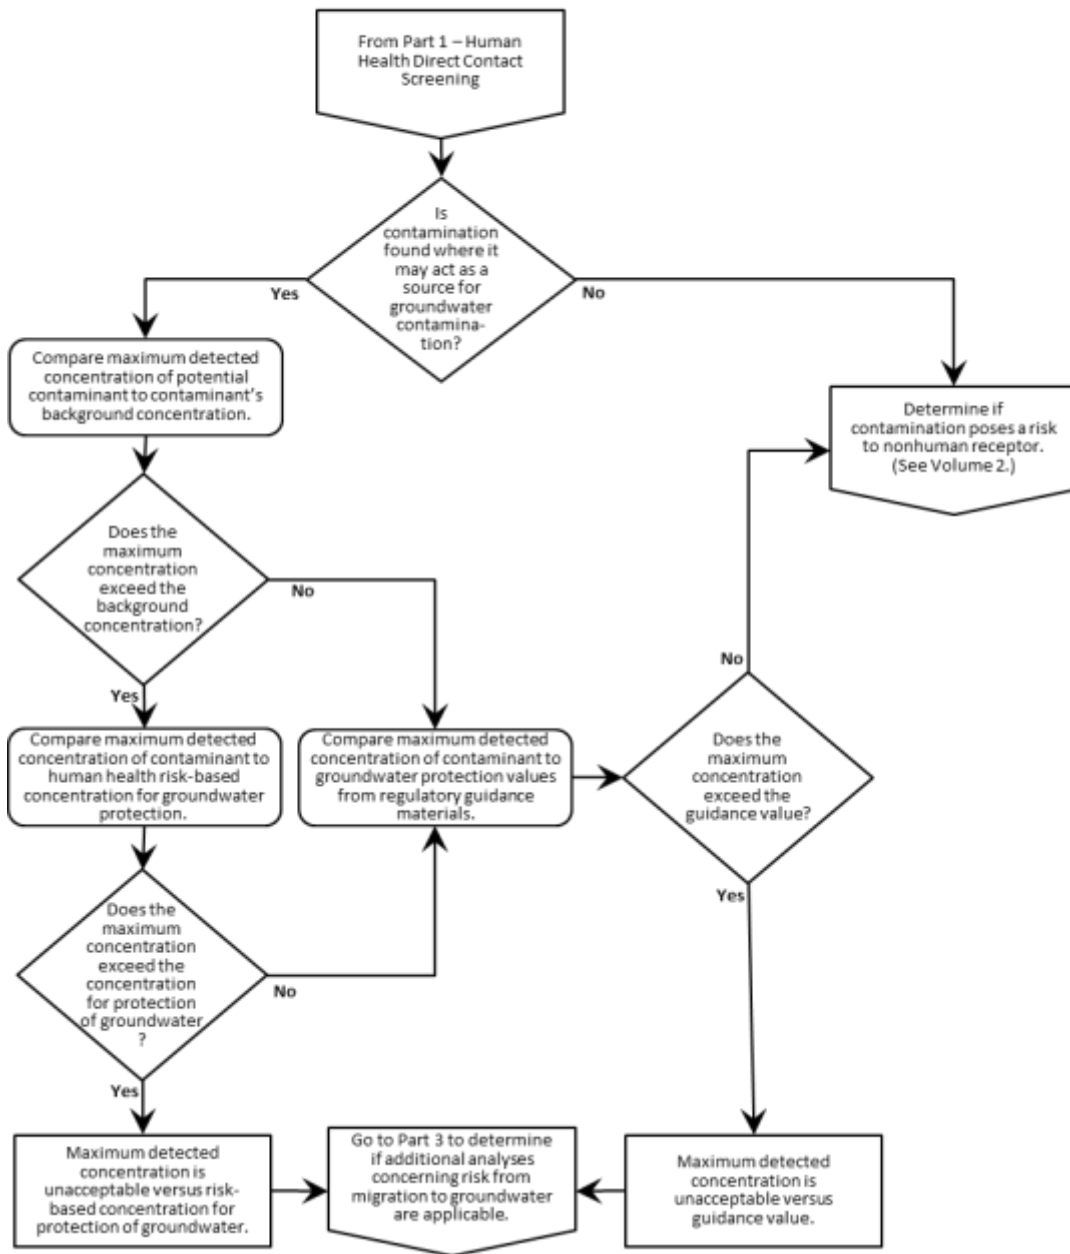 From Part 1 – Human
Health Direct Contact
Screening
Is
contamination
found where it
may act as a
source for
groundwater
contamina-
tion?
Yes
No
Compare maximum detected
concentration of potential
contaminant to contaminant's
background concentration.
Determine if
contamination poses a risk
to nonhuman receptor.
(See Volume 2.)
Does the
maximum
concentration
exceed the
background
concentration?
No
Yes
Compare maximum detected
concentration of contaminant to
human health risk-based
concentration for groundwater
protection.
Compare maximum detected
concentration of contaminant to
groundwater protection values
from regulatory guidance
materials.
No
Does the
maximum
concentration
exceed the
guidance value?
Yes
Does the
maximum
concentration
exceed the
concentration
for protection
of groundwater
?
No
Yes
Maximum detected
concentration is
unacceptable versus risk-
based concentration for
protection of groundwater.
Go to Part 3 to determine
if additional analyses
concerning risk from
migration to groundwater
are applicable.
Maximum detected
concentration is
unacceptable versus
guidance value.